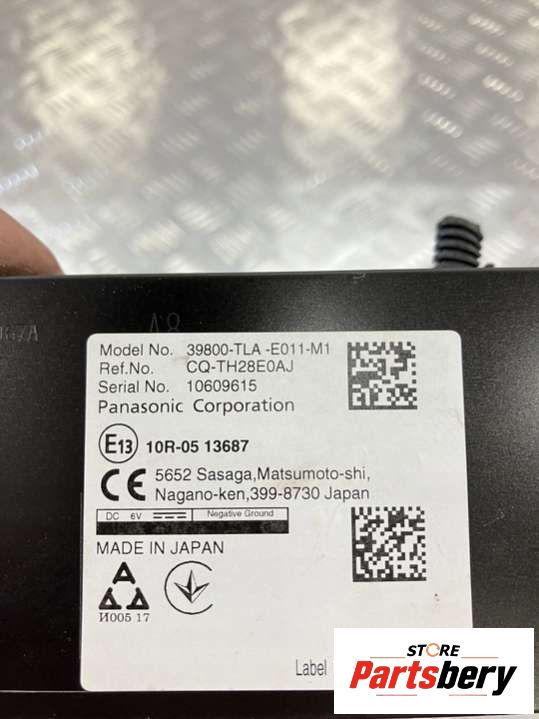 A8
Model No. 39800-TLA -E011-M1
Ref.No. CQ-TH28E0AJ
Serial No. 10609615
Panasonic Corporation
E13 10R-05 13687
CE 5652 Sasaga,Matsumoto-shi,
Nagano-ken,399-8730 Japan
DC 6V Negative Ground
MADE IN JAPAN
И005 17
Label
STORE
Partsbery